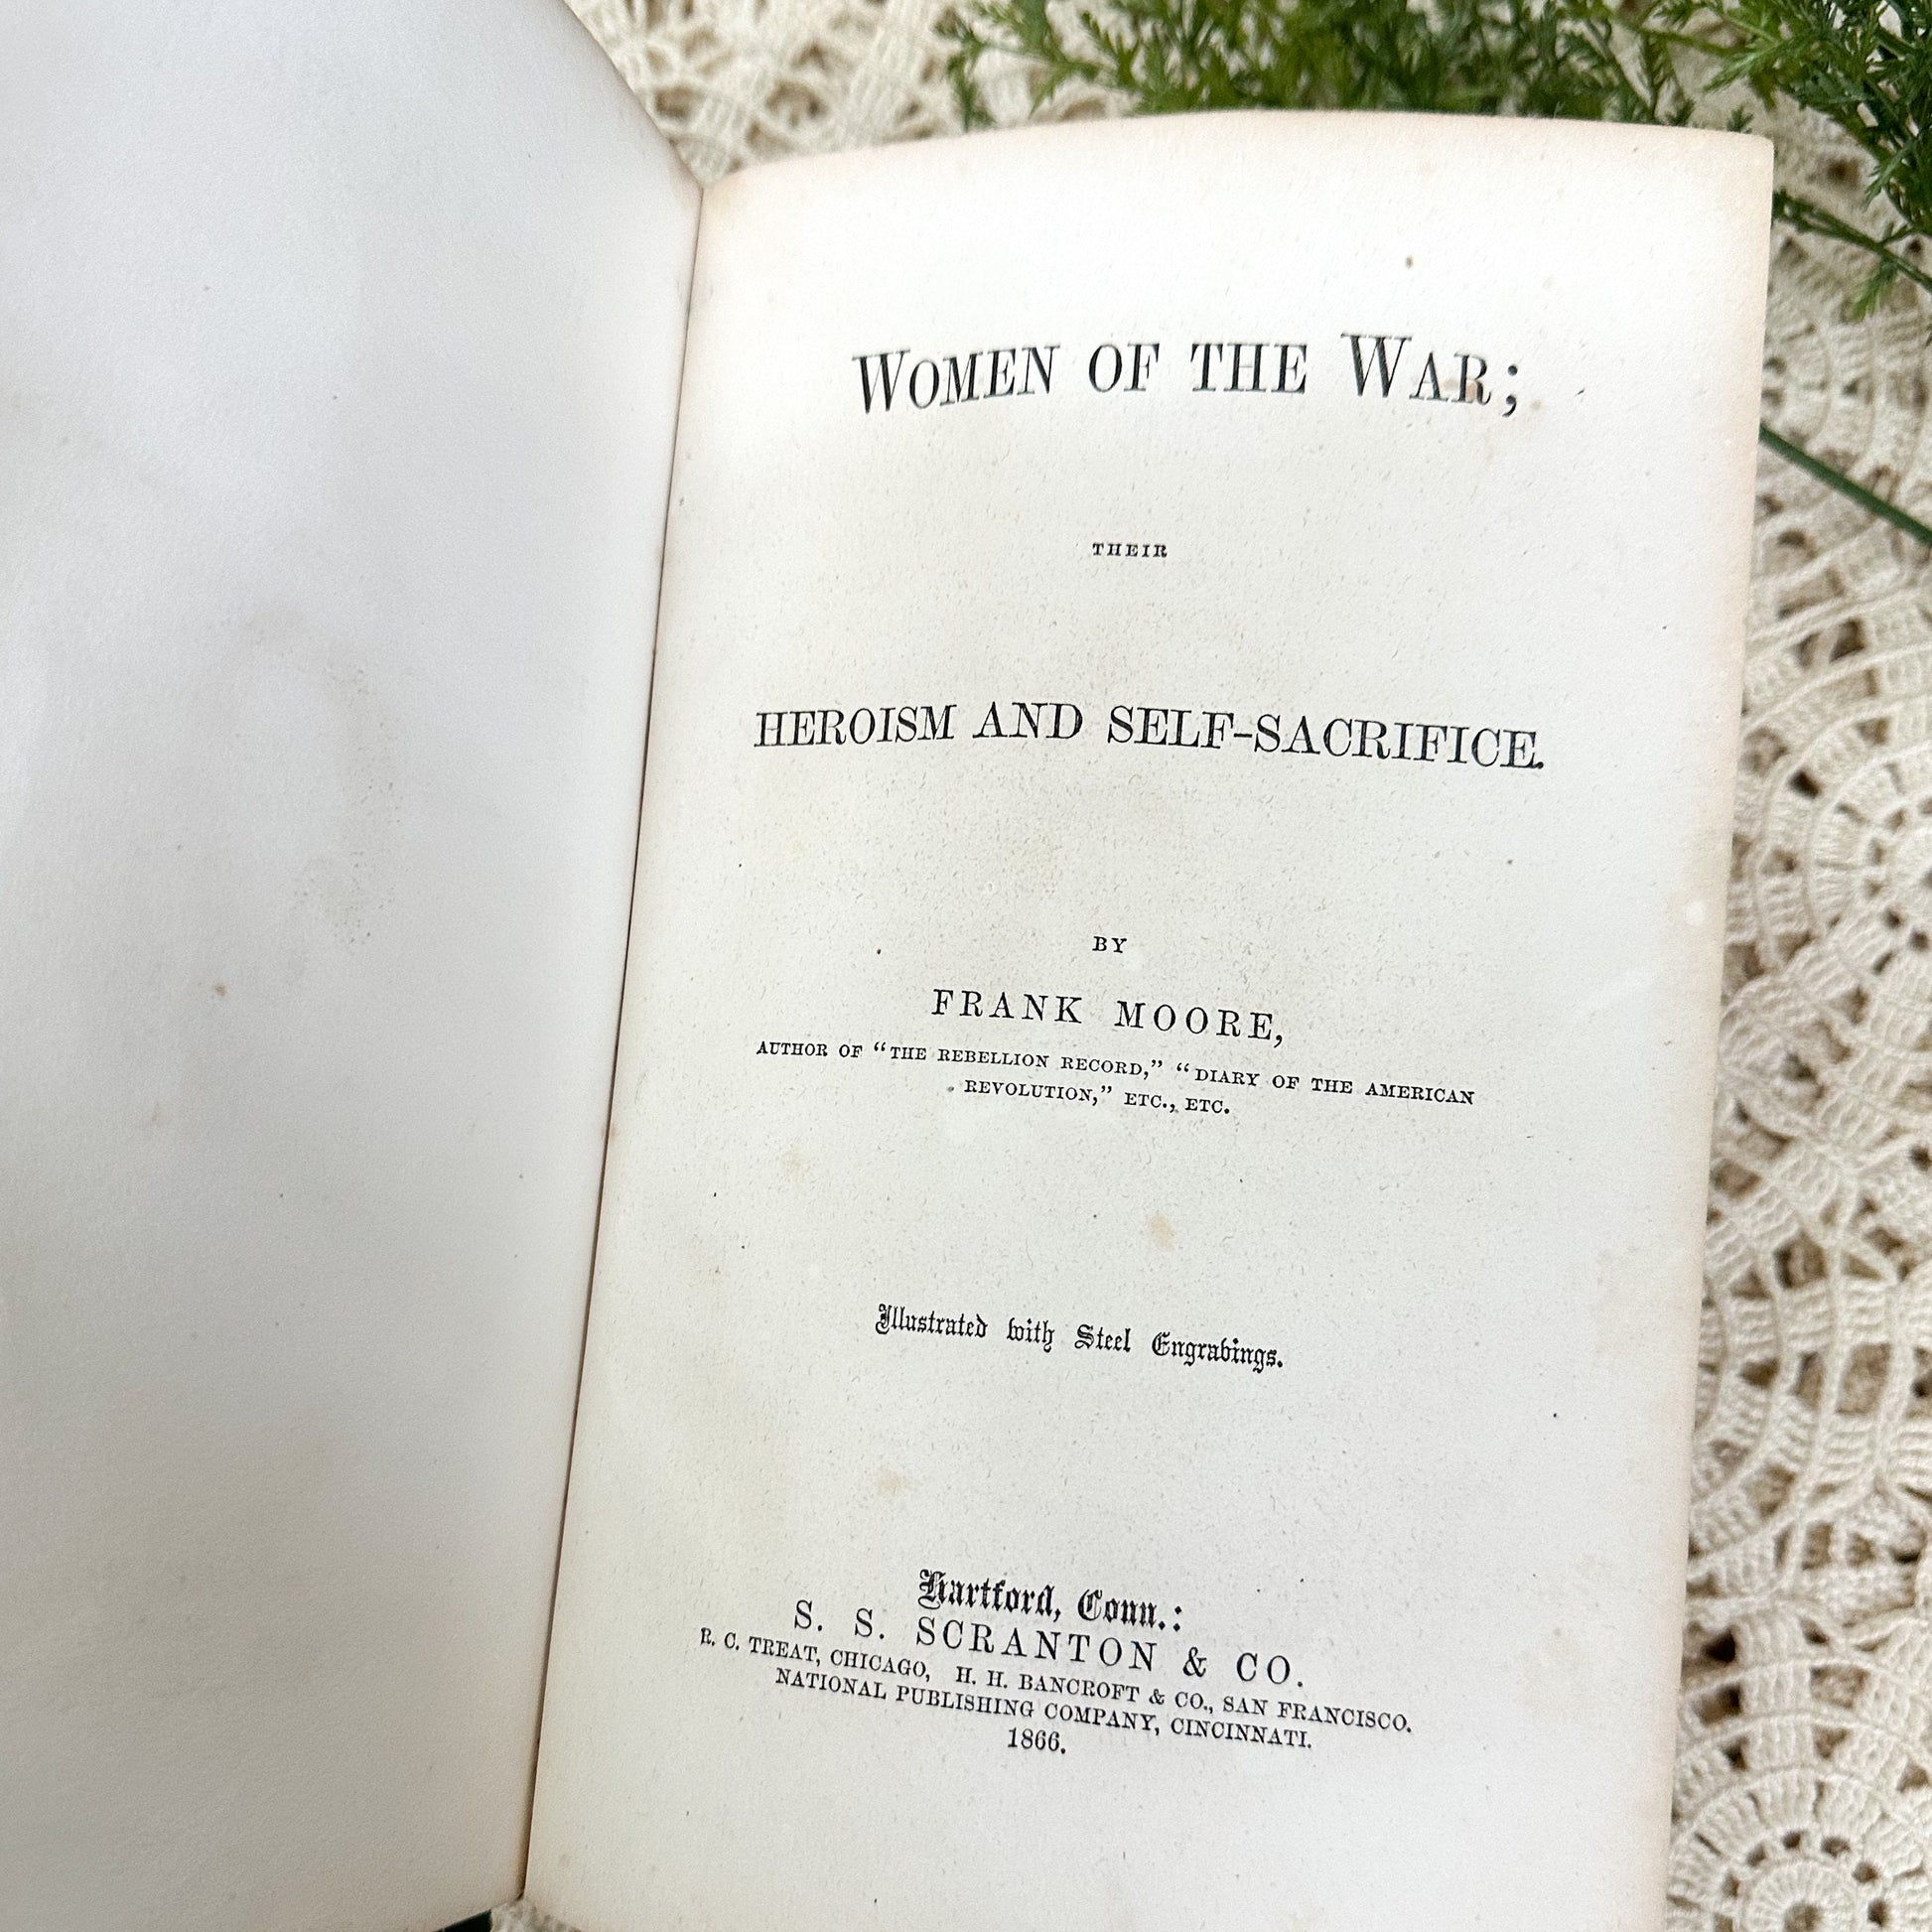 WOMEN OF THE WAR;
THEIR
HEROISM AND SELF-SACRIFICE.
BY
FRANK MOORE,
AUTHOR OF “THE REBELLION RECORD,” “DIARY OF THE AMERICAN
REVOLUTION,” ETC., ETC.
Illustrated with Steel Engravings.
Hartford, Conn.:
S. S. SCRANTON & CO.
R. C. TREAT, CHICAGO, H. H. BANCROFT & CO., SAN FRANCISCO.
NATIONAL PUBLISHING COMPANY, CINCINNATI.
1866.